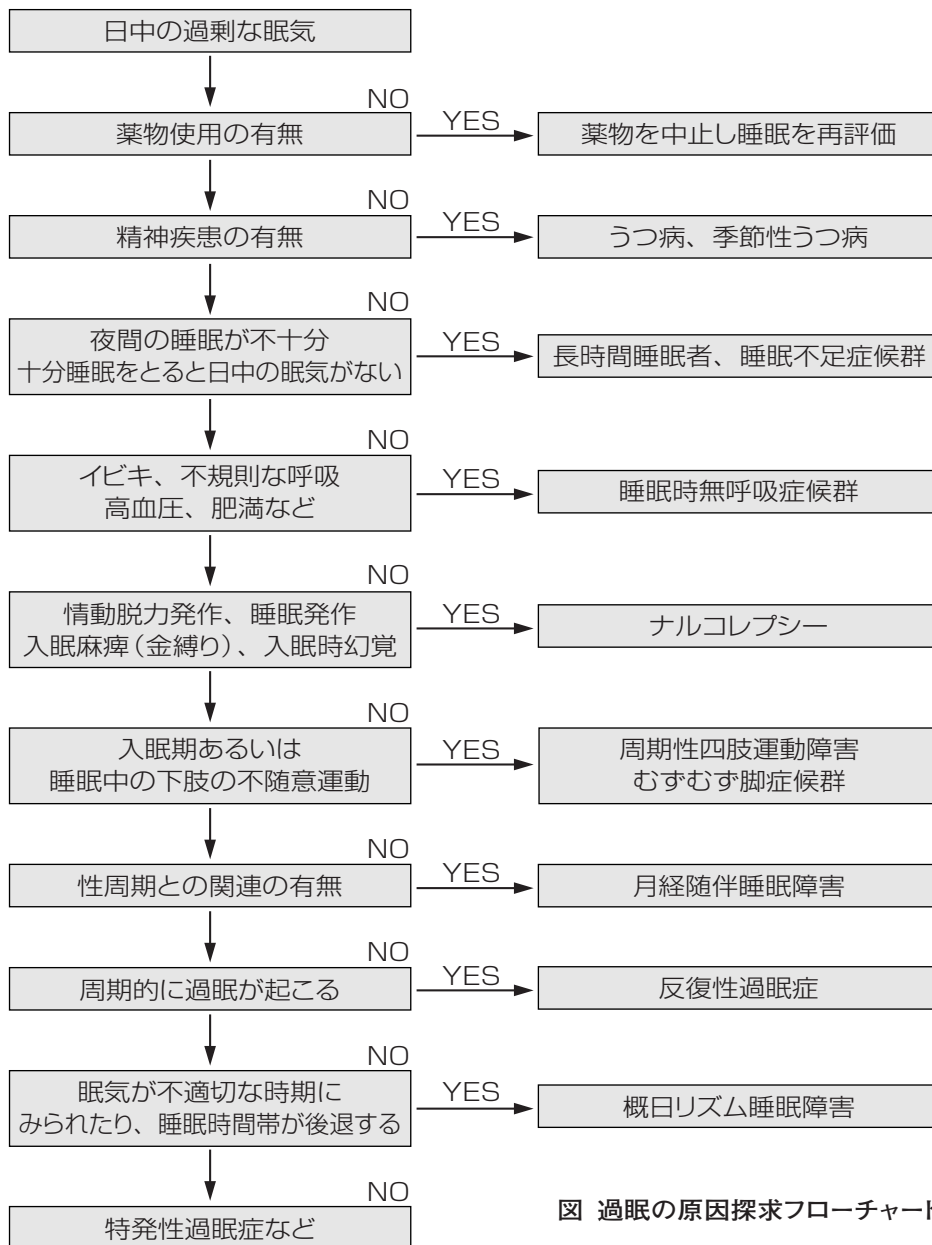 日中の過剰な眠気
NO
薬物使用の有無
YES
薬物を中止し睡眠を再評価
NO
精神疾患の有無
YES
うつ病、季節性うつ病
NO
夜間の睡眠が不十分
十分睡眠をとると日中の眠気がない
YES
長時間睡眠者、睡眠不足症候群
NO
イビキ、不規則な呼吸
高血圧、肥満など
YES
睡眠時無呼吸症候群
NO
情動脱力発作、睡眠発作
入眠麻痺(金縛り)、入眠時幻覚
YES
ナルコレプシー
NO
入眠期あるいは
睡眠中の下肢の不随意運動
YES
周期性四肢運動障害
むずむず脚症候群
NO
性周期との関連の有無
YES
月経随伴睡眠障害
NO
周期的に過眠が起こる
YES
反復性過眠症
NO
眠気が不適切な時期に
みられたり、睡眠時間帯が後退する
YES
概日リズム睡眠障害
NO
特発性過眠症など
図 過眠の原因探求フローチャート